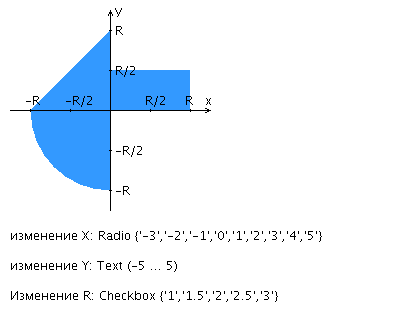 y
R
R/2
-R -R/2 R/2 R x
-R/2
-R
изменение X: Radio {'-3','-2','-1','0','1','2','3','4','5'}
изменение Y: Text (-5 ... 5)
Изменение R: Checkbox {'1','1.5','2','2.5','3'}